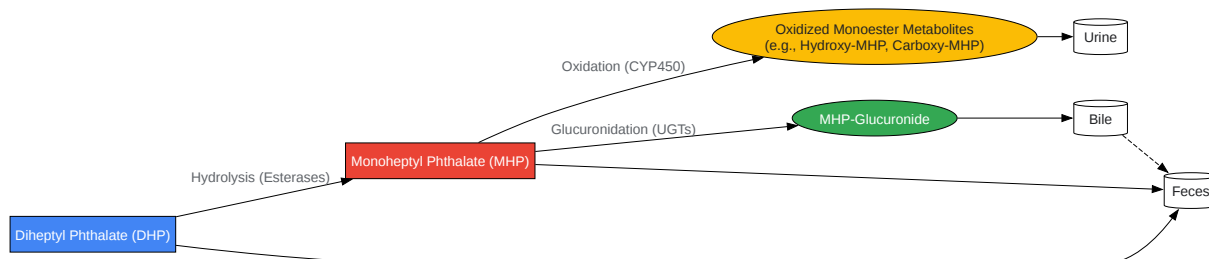 Oxidized Monoester Metabolites
(e.g., Hydroxy-MHP, Carboxy-MHP)
Urine
Oxidation (CYP450)
MHP-Glucuronide
Bile
Glucuronidation (UGTs)
Monoheptyl Phthalate (MHP)
Hydrolysis (Esterases)
Feces
Diheptyl Phthalate (DHP)